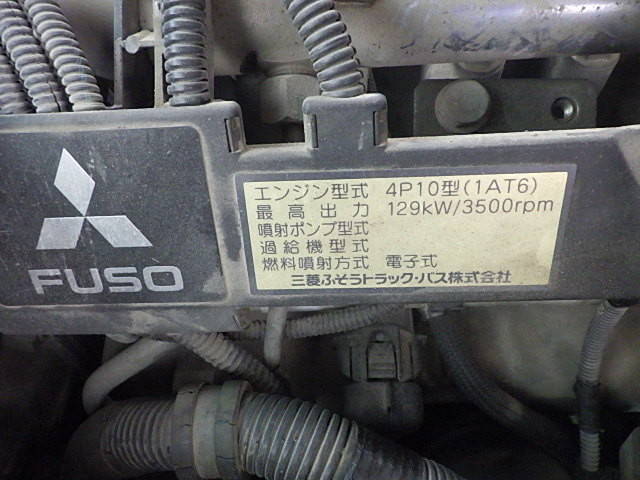 FUSO
エンジン型式 4P10型(1AT6)
最高出力 129kW/3500rpm
噴射ポンプ型式
過給機型式
燃料噴射方式 電子式
三菱ふそうトラック・バス株式会社